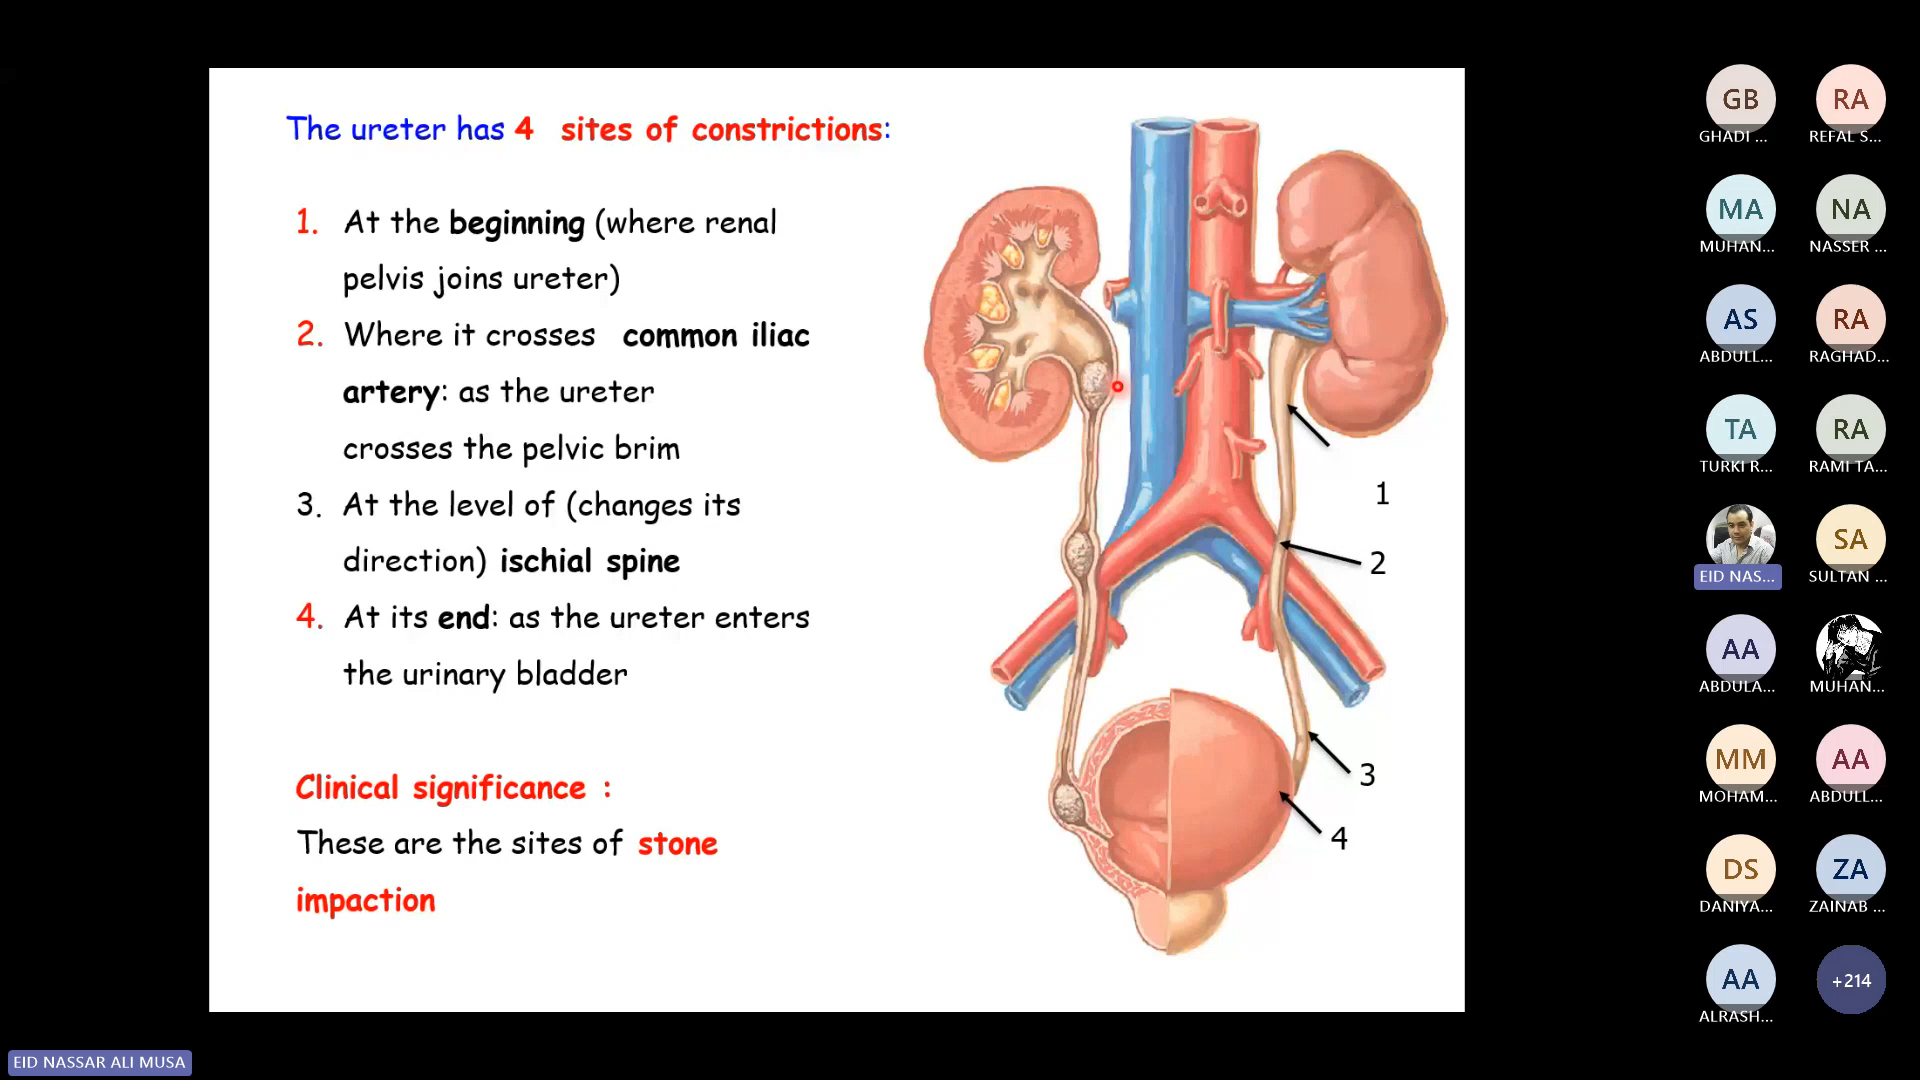 The ureter has 4 sites of constrictions:
1. At the beginning (where renal
pelvis joins ureter)
2. Where it crosses common iliac
artery: as the ureter
crosses the pelvic brim
3. At the level of (changes its
direction) ischial spine
4. At its end: as the ureter enters
the urinary bladder
Clinical significance :
These are the sites of stone
impaction
1
2
3
4
GB
GHADI ...
RA
REFAL S...
MA
MUHAN...
NA
NASSER ...
AS
ABDULL...
RA
RAGHAD...
TA
TURKI R...
RA
RAMI TA...
EID NAS...
SA
SULTAN ...
AA
ABDULA...
MUHAN...
MM
MOHAM...
AA
ABDULL...
DS
DANIYA...
ZA
ZAINAB ...
AA
ALRASH...
+214
EID NASSAR ALI MUSA